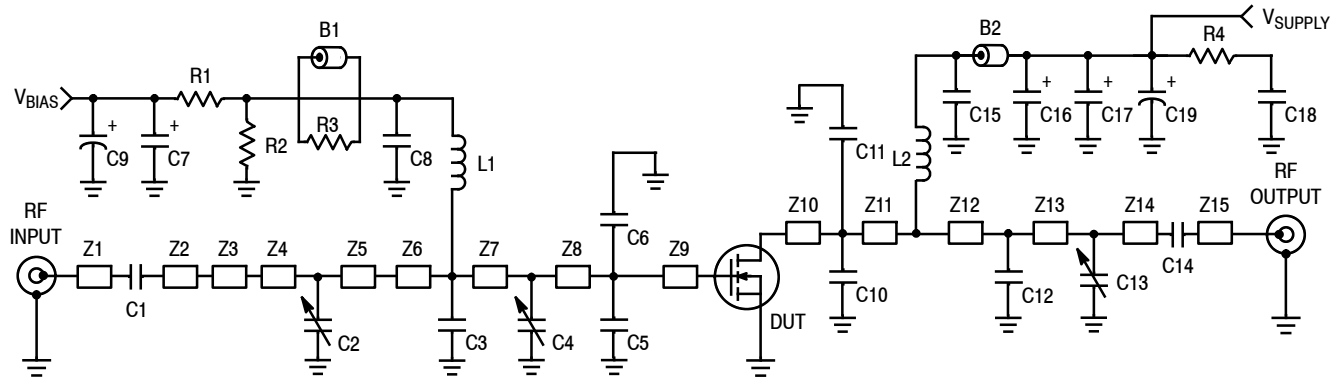 B1
B2
V_SUPPLY
R4
R1
V_BIAS
+
+
R3
R2
C9
C7
C8
L1
C15
+
C16
+
C17
+
C19
C18
C11
L2
C6
RF
INPUT
Z1
C1
Z2
Z3
Z4
C2
Z5
Z6
C3
Z7
C4
Z8
C5
Z9
DUT
Z10
C10
Z11
Z12
C12
Z13
C13
Z14
C14
Z15
RF
OUTPUT